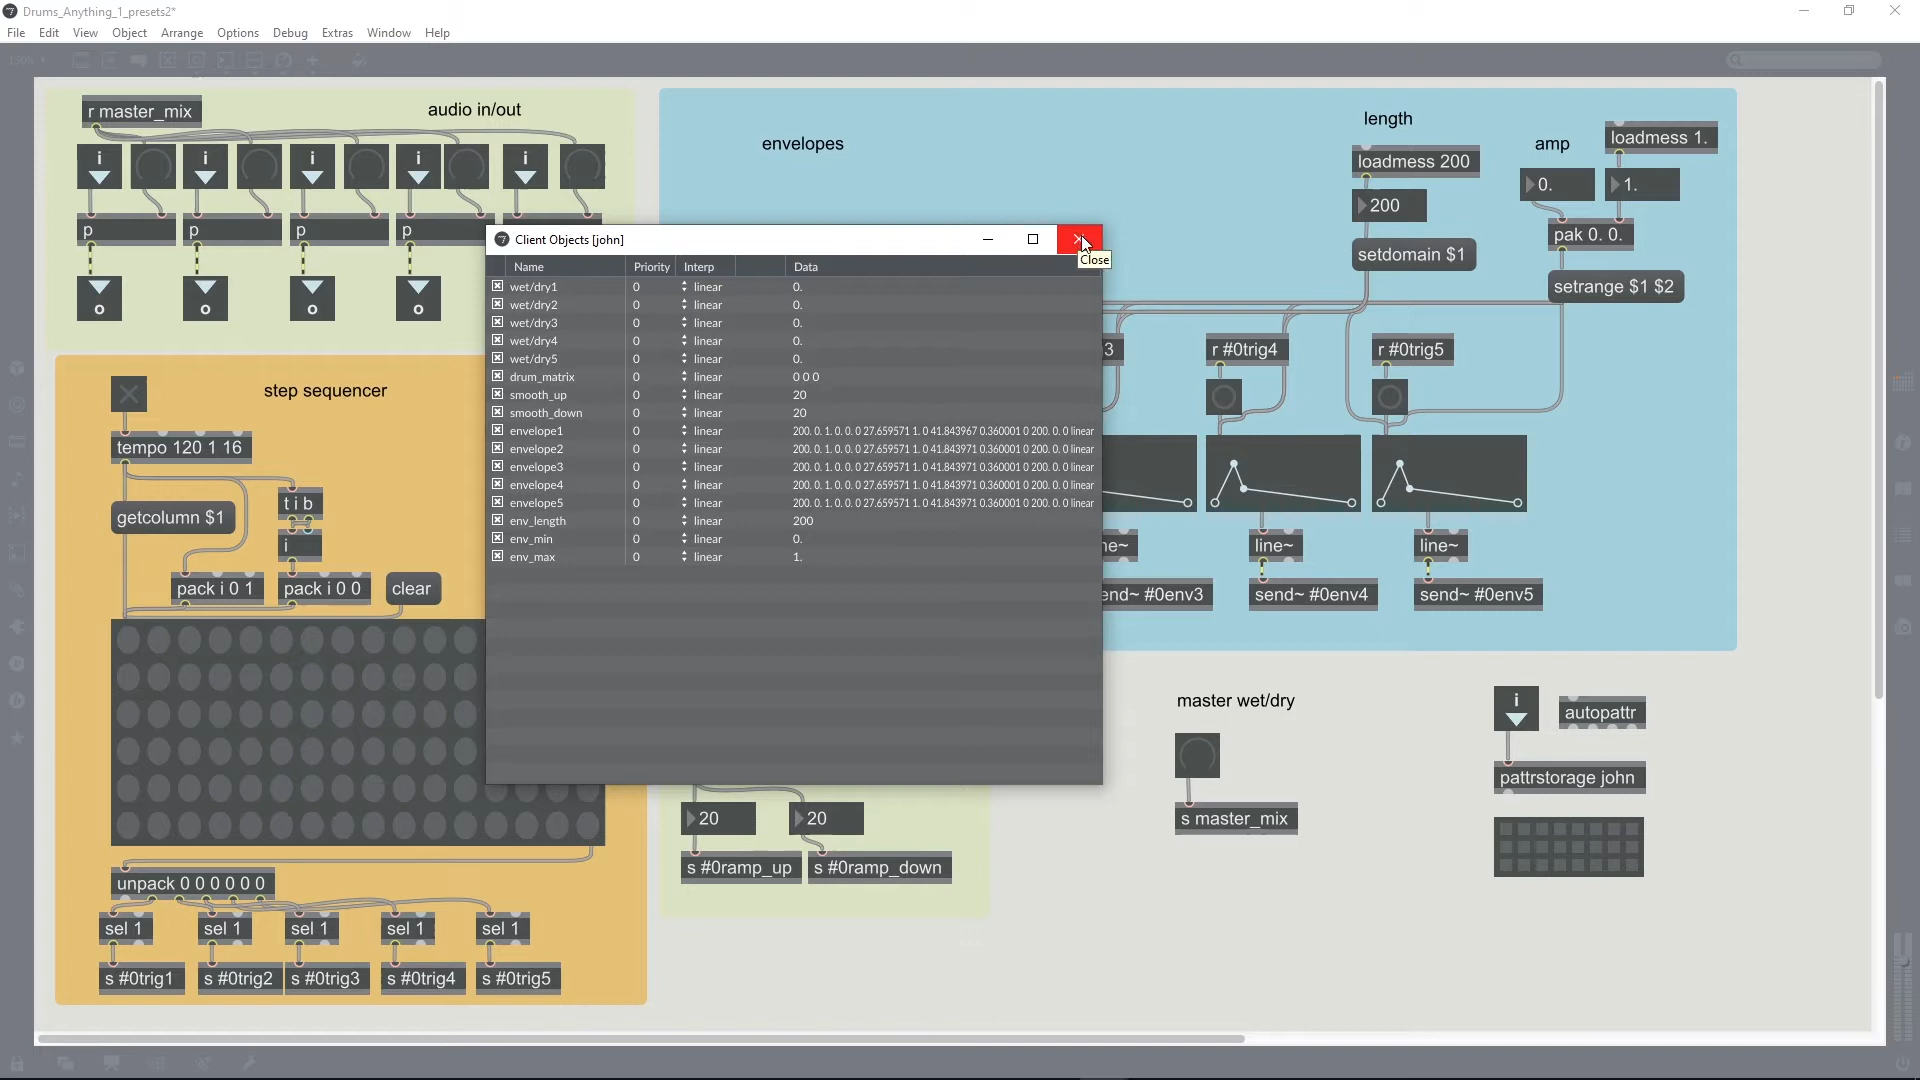 Drums_Anything_1_presets2*
File Edit View Object Arrange Options Debug Extras Window Help
150%
r master_mix
audio in/out
i i i i i
p p p p
o o o o
envelopes
length
loadmess 200
200
setdomain $1
amp
loadmess 1.
0. 1.
pak 0. 0.
setrange $1 $2
Client Objects [john]
Close
Name Priority Interp Data
wet/dry1 0 linear 0.
wet/dry2 0 linear 0.
wet/dry3 0 linear 0.
wet/dry4 0 linear 0.
wet/dry5 0 linear 0.
drum_matrix 0 linear 0 0 0
smooth_up 0 linear 20
smooth_down 0 linear 20
envelope1 0 linear 200. 0. 1. 0. 0. 0 27.659571 1. 0 41.843967 0.360001 0 200. 0. 0 linear
envelope2 0 linear 200. 0. 1. 0. 0. 0 27.659571 1. 0 41.843971 0.360001 0 200. 0. 0 linear
envelope3 0 linear 200. 0. 1. 0. 0. 0 27.659571 1. 0 41.843971 0.360001 0 200. 0. 0 linear
envelope4 0 linear 200. 0. 1. 0. 0. 0 27.659571 1. 0 41.843971 0.360001 0 200. 0. 0 linear
envelope5 0 linear 200. 0. 1. 0. 0. 0 27.659571 1. 0 41.843971 0.360001 0 200. 0. 0 linear
env_length 0 linear 200
env_min 0 linear 0.
env_max 0 linear 1.
3 r #0trig4 r #0trig5
ne~ line~ line~
end~ #0env3 send~ #0env4 send~ #0env5
step sequencer
tempo 120 1 16
getcolumn $1
t i b
i
pack i 0 1 pack i 0 0 clear
unpack 0 0 0 0 0 0
sel 1 sel 1 sel 1 sel 1 sel 1
s #0trig1 s #0trig2 s #0trig3 s #0trig4 s #0trig5
20 20
s #0ramp_up s #0ramp_down
master wet/dry
s master_mix
i
autopattr
pattrstorage john